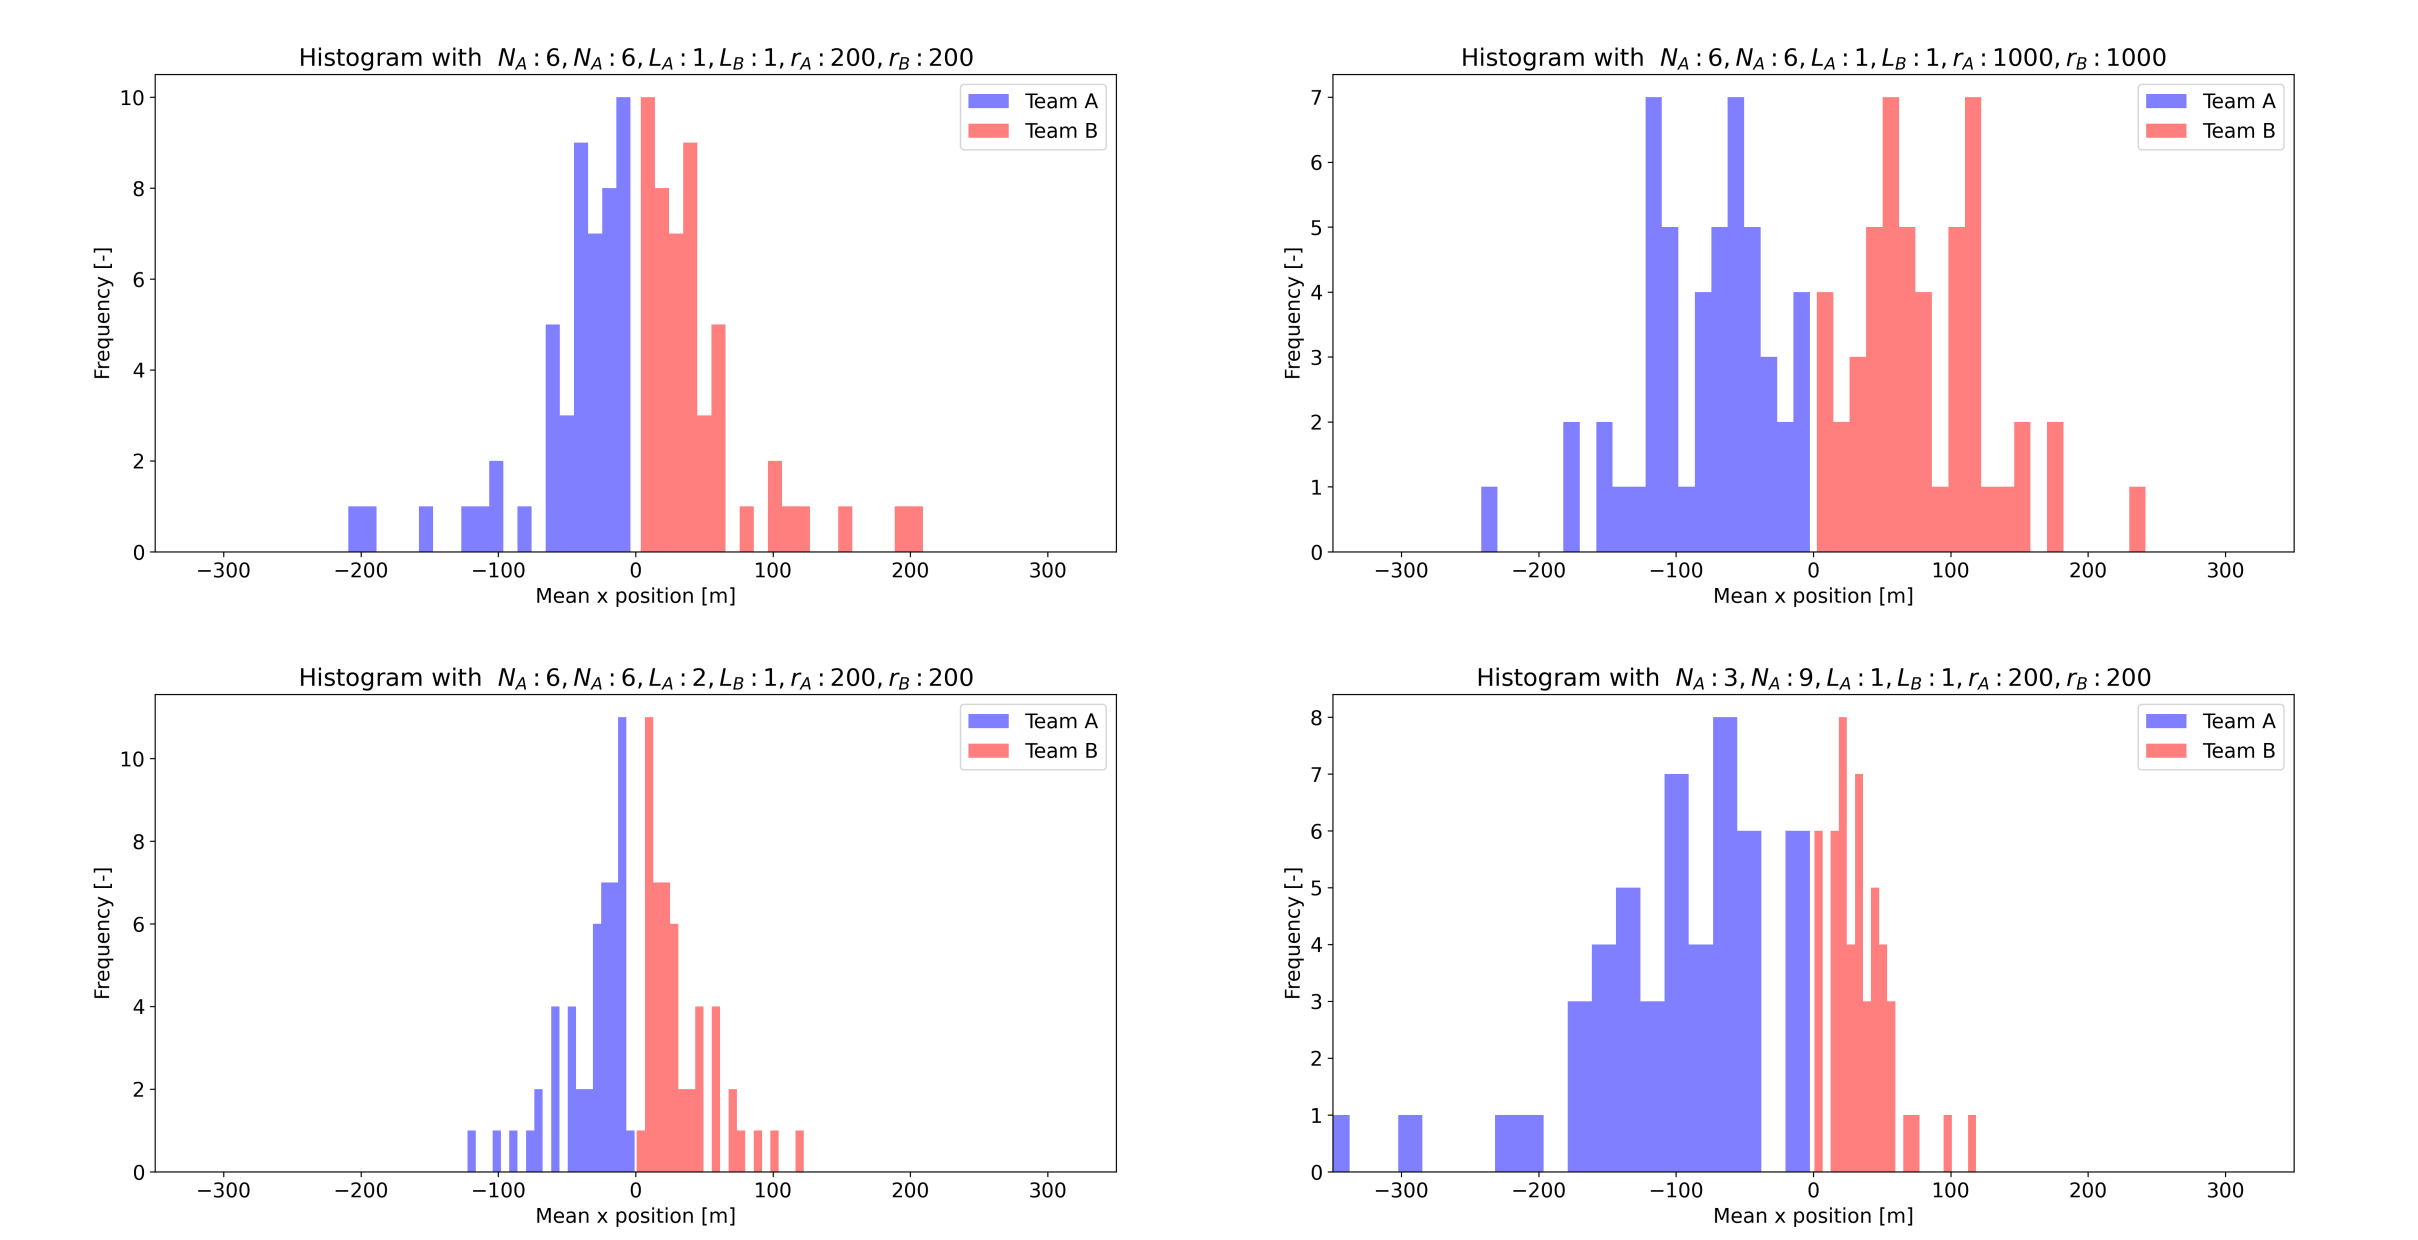 Histogram with N_A : 6, N_A : 6, L_A : 1, L_B : 1, r_A : 200, r_B : 200
10
8
6
4
2
0
Frequency [-]
Team A
Team B
−300 −200 −100 0 100 200 300
Mean x position [m]
Histogram with N_A : 6, N_A : 6, L_A : 1, L_B : 1, r_A : 1000, r_B : 1000
7
6
5
4
3
2
1
0
Frequency [-]
Team A
Team B
−300 −200 −100 0 100 200 300
Mean x position [m]
Histogram with N_A : 6, N_A : 6, L_A : 2, L_B : 1, r_A : 200, r_B : 200
10
8
6
4
2
0
Frequency [-]
Team A
Team B
−300 −200 −100 0 100 200 300
Mean x position [m]
Histogram with N_A : 3, N_A : 9, L_A : 1, L_B : 1, r_A : 200, r_B : 200
8
7
6
5
4
3
2
1
0
Frequency [-]
Team A
Team B
−300 −200 −100 0 100 200 300
Mean x position [m]